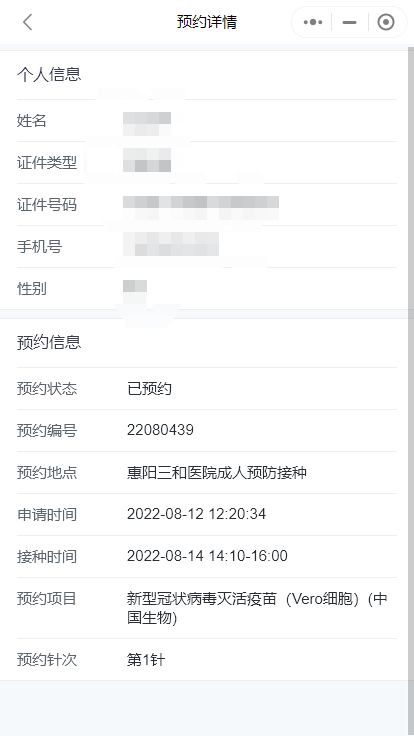 预约详情
个人信息
姓名
证件类型
证件号码
手机号
性别
预约信息
预约状态 已预约
预约编号 22080439
预约地点 惠阳三和医院成人预防接种
申请时间 2022-08-12 12:20:34
接种时间 2022-08-14 14:10-16:00
预约项目 新型冠状病毒灭活疫苗（Vero细胞）(中
国生物)
预约针次 第1针